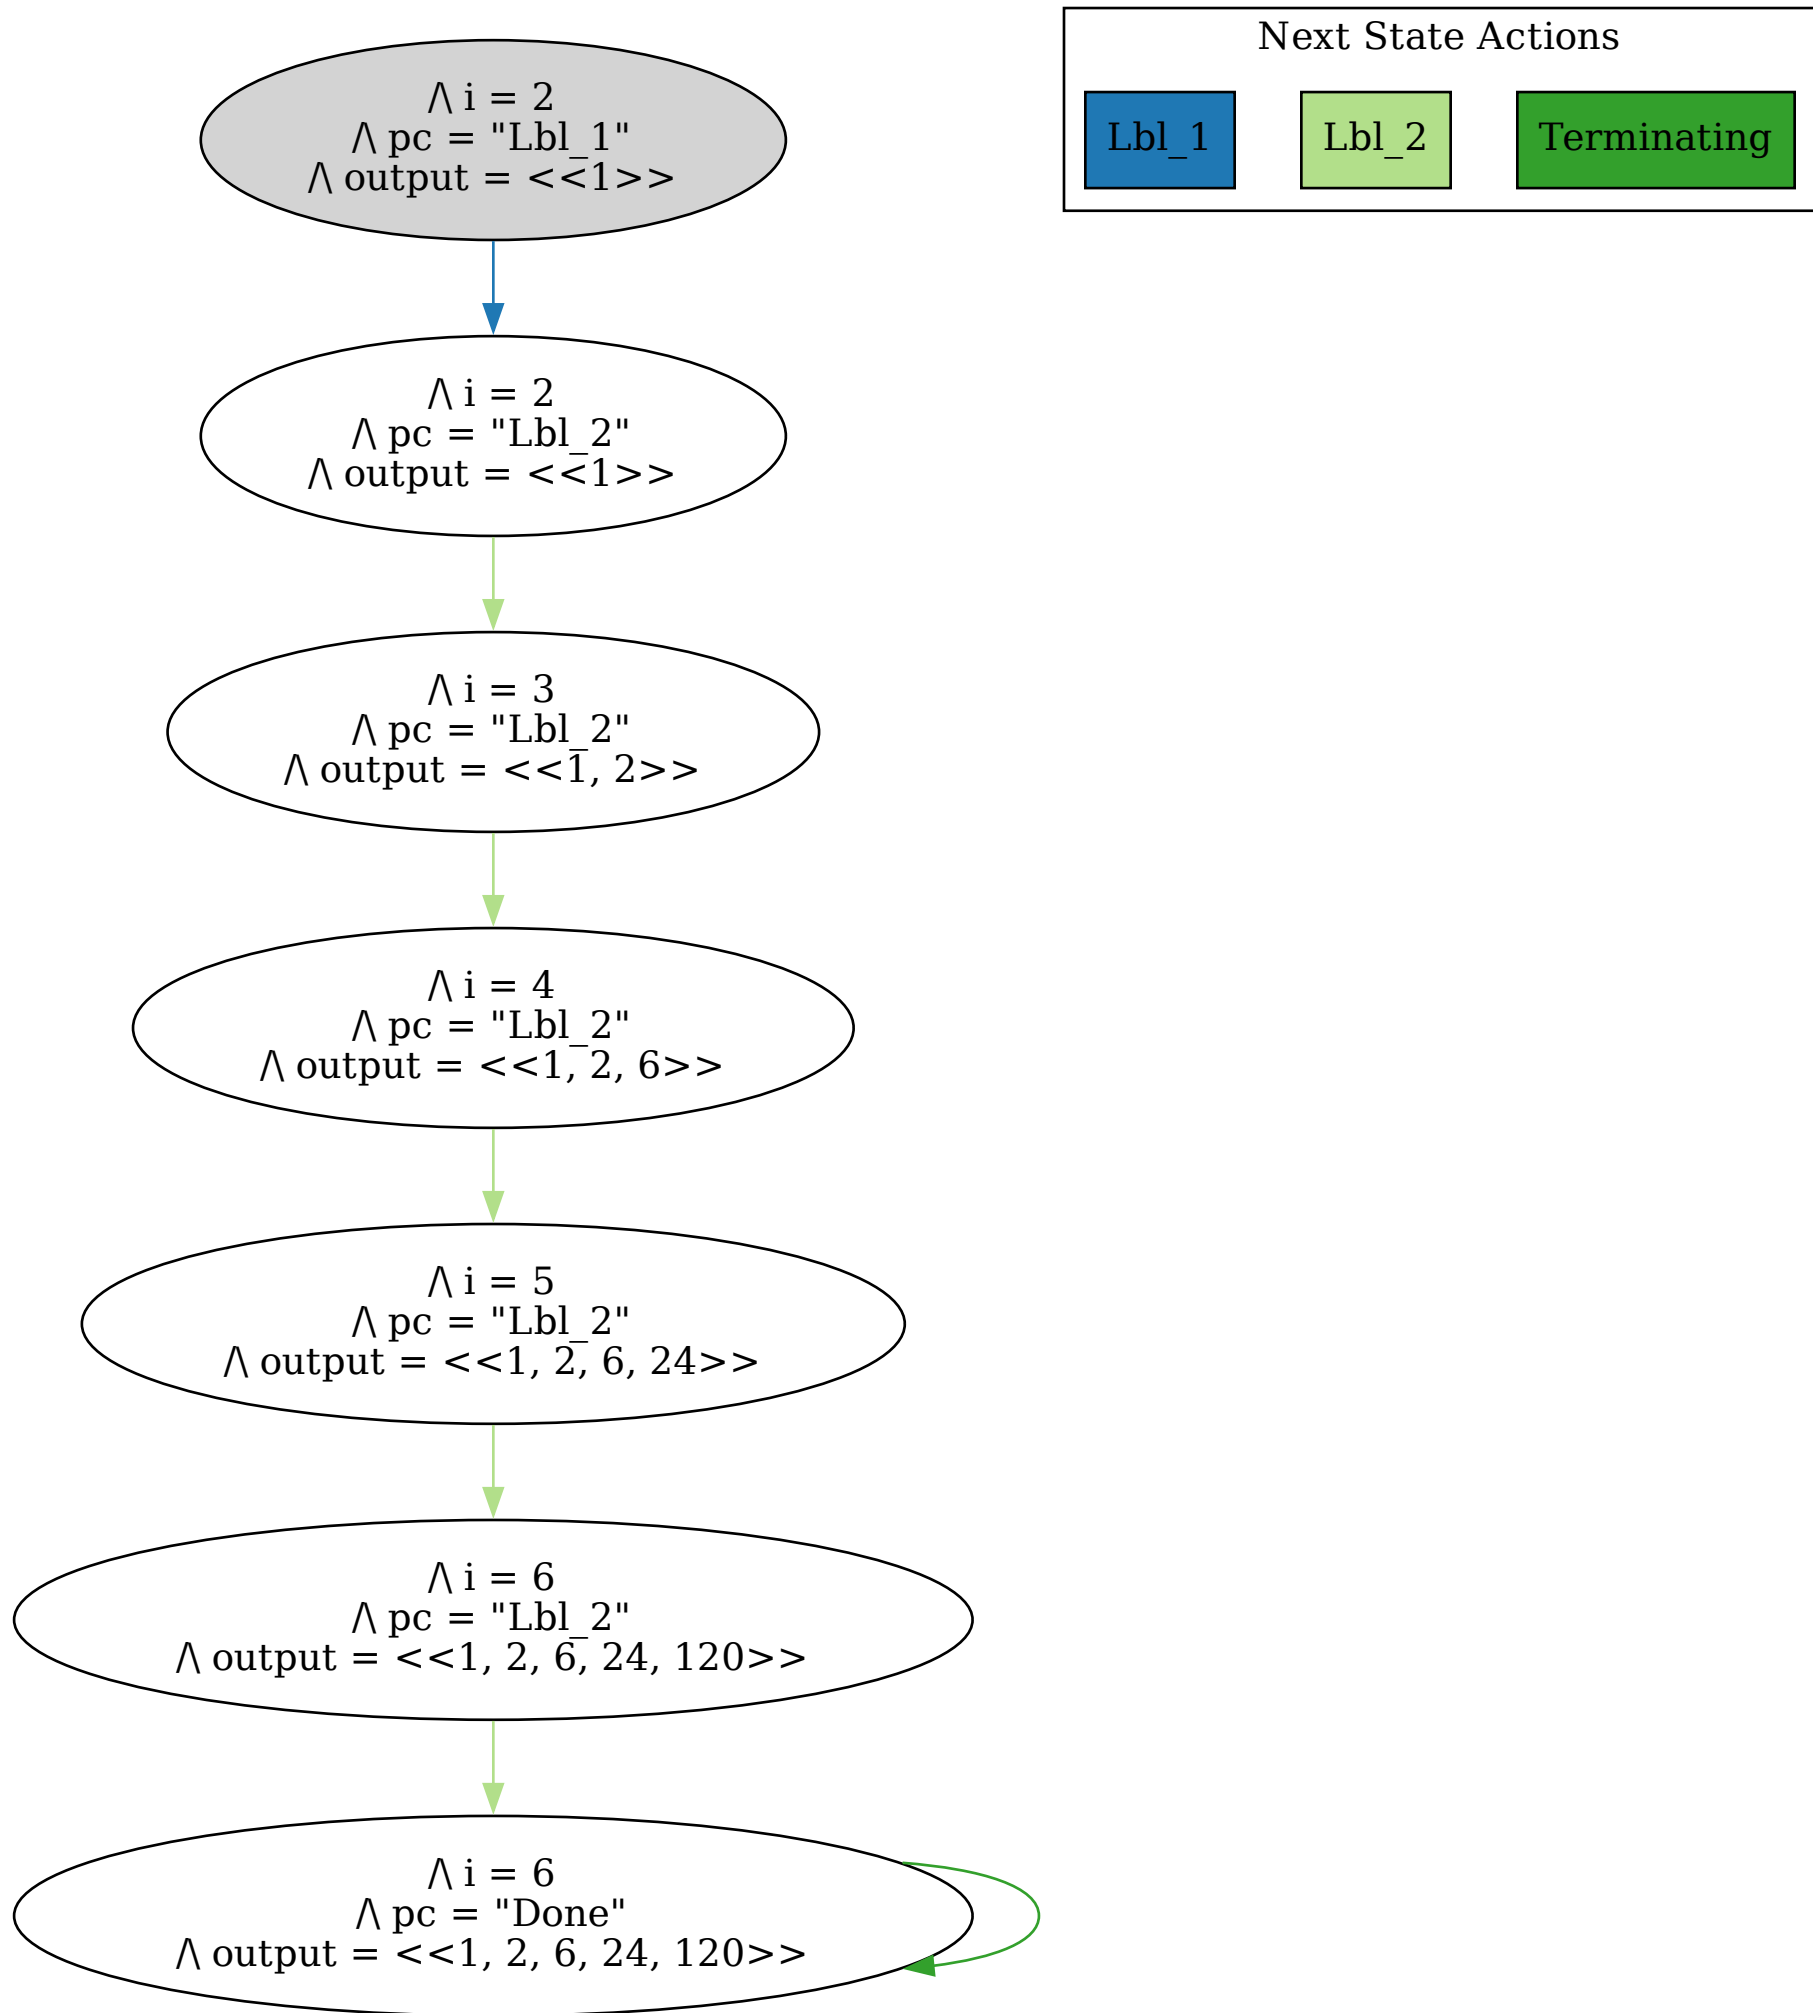 Next State Actions
Lbl_1 Lbl_2 Terminating
/\ i = 2
/\ pc = "Lbl_1"
/\ output = <<1>>
/\ i = 2
/\ pc = "Lbl_2"
/\ output = <<1>>
/\ i = 3
/\ pc = "Lbl_2"
/\ output = <<1, 2>>
/\ i = 4
/\ pc = "Lbl_2"
/\ output = <<1, 2, 6>>
/\ i = 5
/\ pc = "Lbl_2"
/\ output = <<1, 2, 6, 24>>
/\ i = 6
/\ pc = "Lbl_2"
/\ output = <<1, 2, 6, 24, 120>>
/\ i = 6
/\ pc = "Done"
/\ output = <<1, 2, 6, 24, 120>>